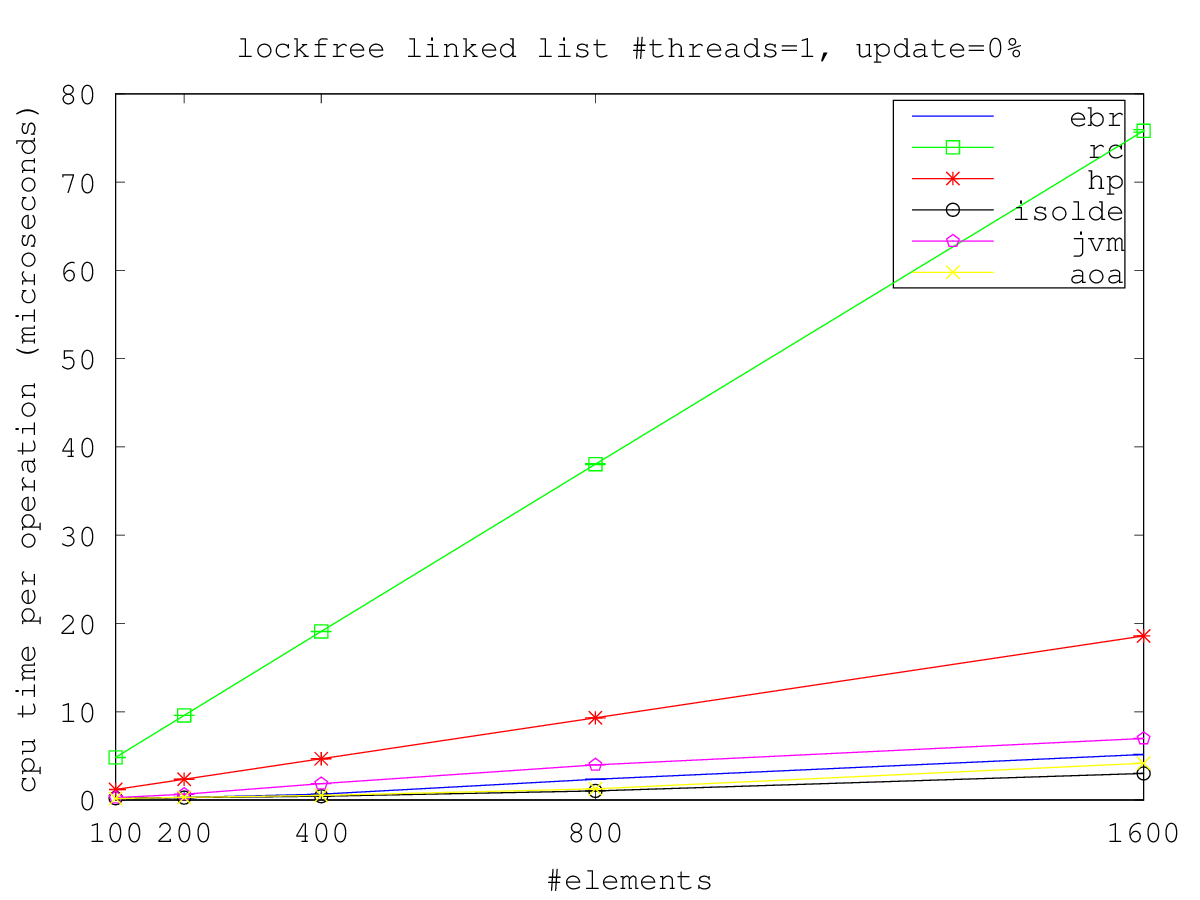 lockfree linked list #threads=1, update=0%
cpu time per operation (microseconds)
80
70
60
50
40
30
20
10
0
ebr
rc
hp
isolde
jvm
aoa
100 200 400 800 1600
#elements